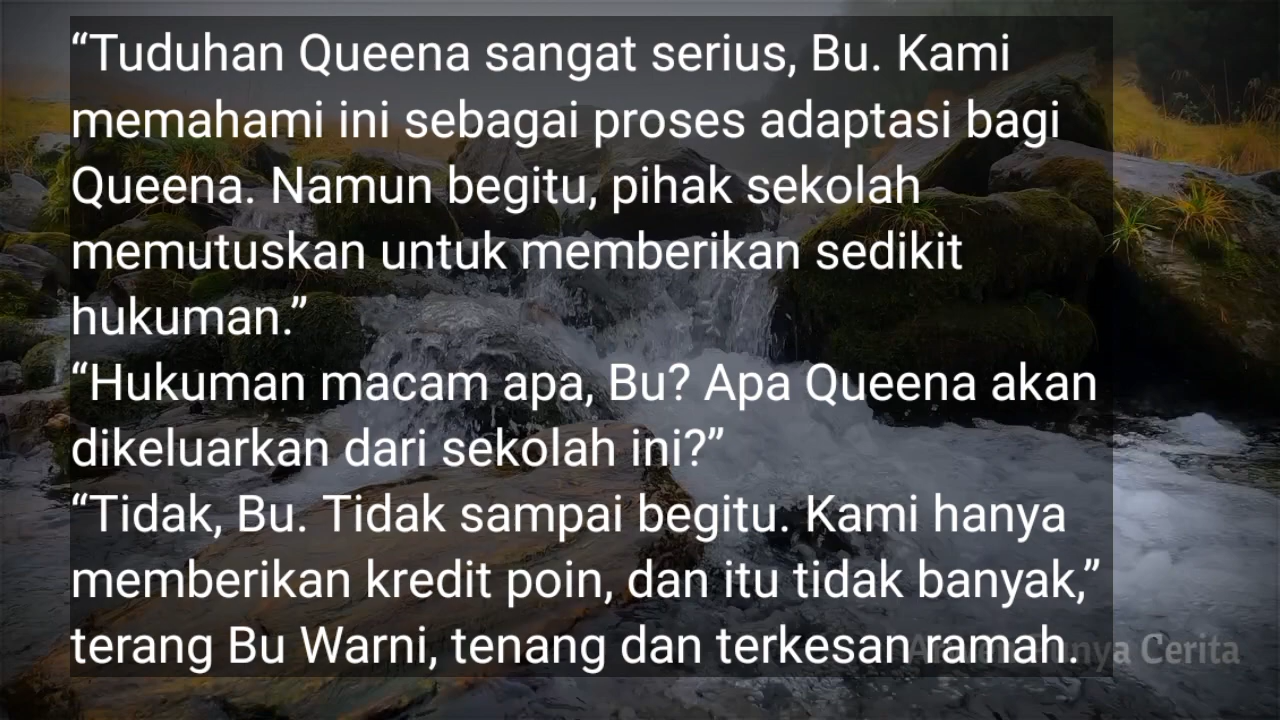 “Tuduhan Queena sangat serius, Bu. Kami
memahami ini sebagai proses adaptasi bagi
Queena. Namun begitu, pihak sekolah
memutuskan untuk memberikan sedikit
hukuman.”
“Hukuman macam apa, Bu? Apa Queena akan
dikeluarkan dari sekolah ini?”
“Tidak, Bu. Tidak sampai begitu. Kami hanya
memberikan kredit poin, dan itu tidak banyak,”
terang Bu Warni, tenang dan terkesan ramah.
Cerita